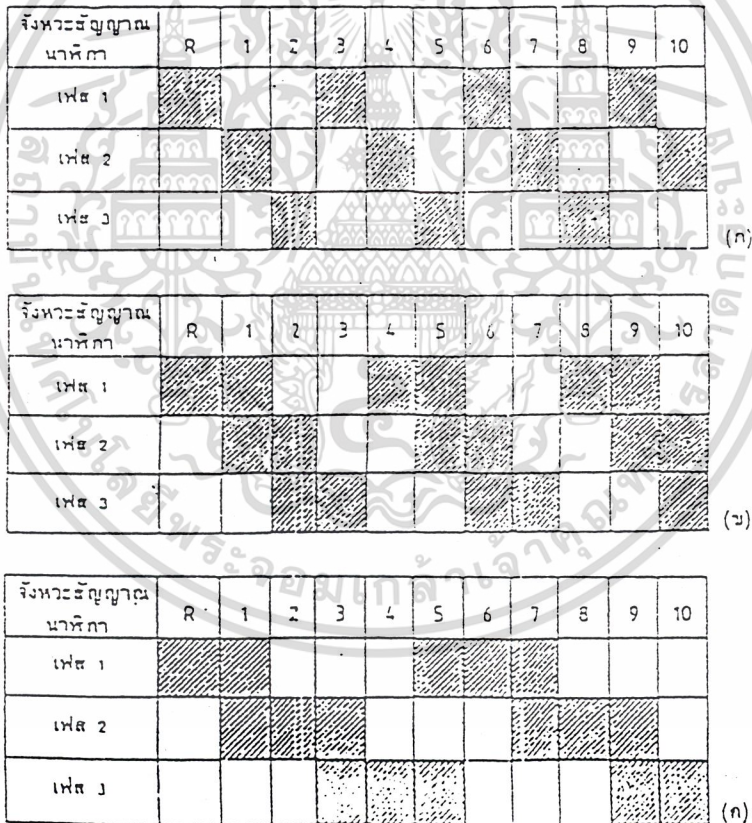 จังหวะสัญญาณ
นาฬิกา R 1 2 3 4 5 6 7 8 9 10
เฟส 1
เฟส 2
เฟส 3
(ก)
จังหวะสัญญาณ
นาฬิกา R 1 2 3 4 5 6 7 8 9 10
เฟส 1
เฟส 2
เฟส 3
(ข)
จังหวะสัญญาณ
นาฬิกา R 1 2 3 4 5 6 7 8 9 10
เฟส 1
เฟส 2
เฟส 3
(ค)